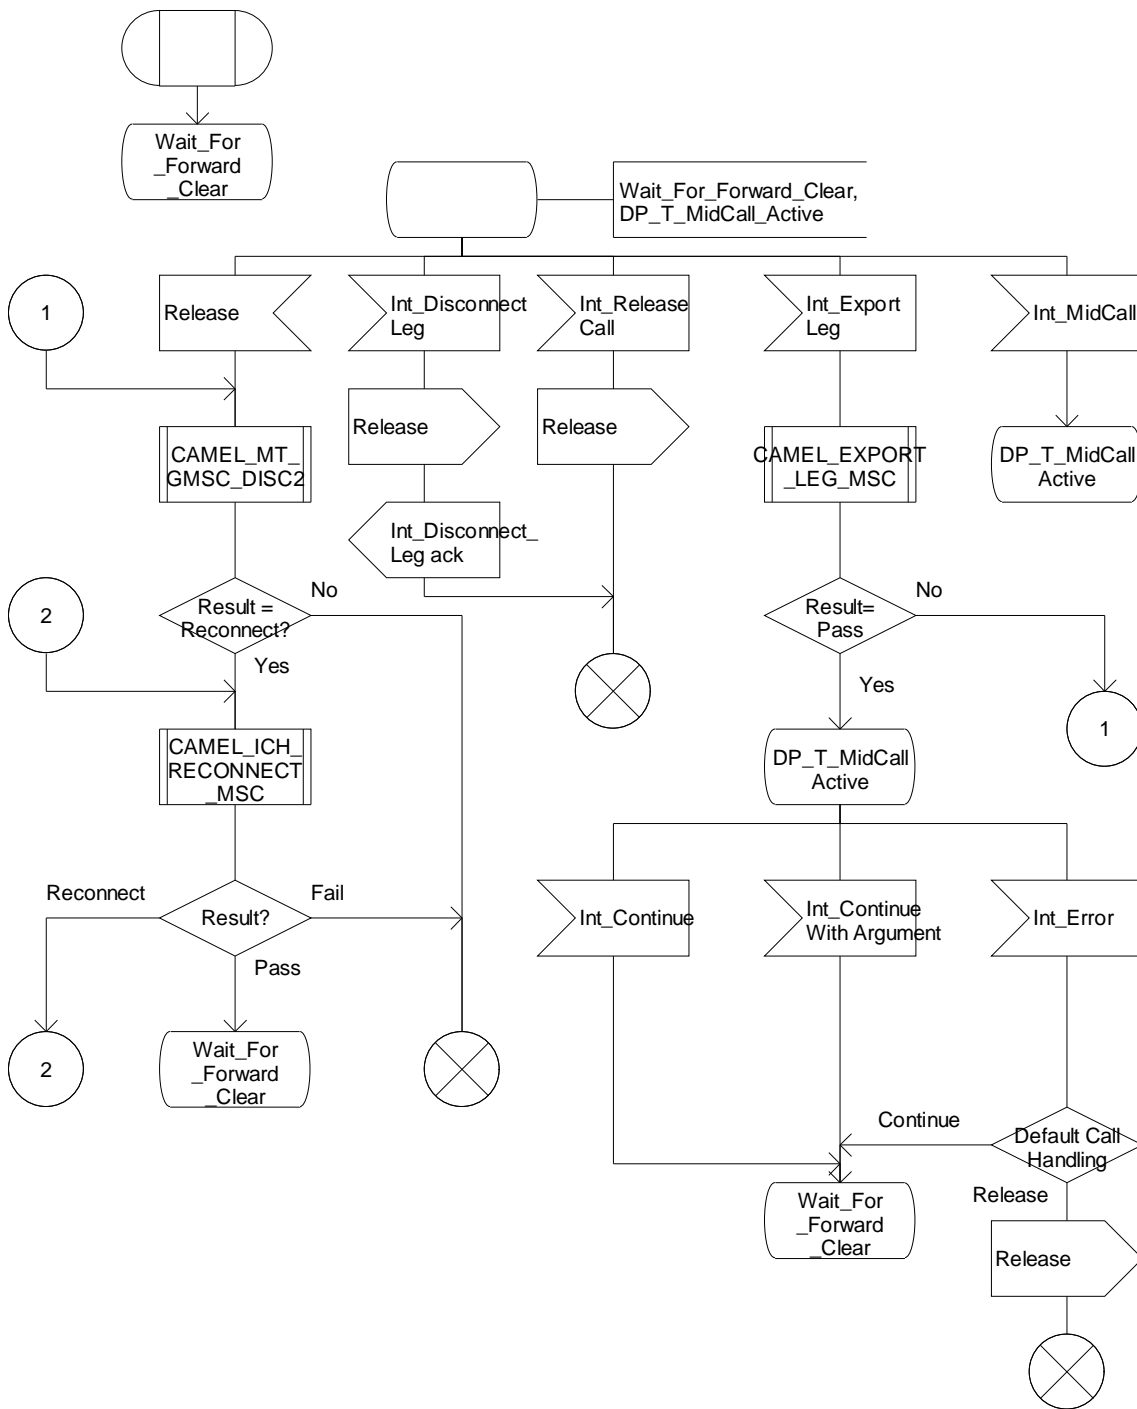 Wait_For
_Forward
_Clear
Wait_For_Forward_Clear,
DP_T_MidCall_Active
1
Release
Int_Disconnect
Leg
Int_Release
Call
Int_Export
Leg
Int_MidCall
CAMEL_MT_
GMSC_DISC2
Release
Release
CAMEL_EXPORT
_LEG_MSC
DP_T_MidCall
Active
Int_Disconnect_
Leg ack
2
Result =
Reconnect?
No
Yes
Result=
Pass
No
Yes
1
CAMEL_ICH_
RECONNECT
_MSC
DP_T_MidCall
Active
Reconnect
Result?
Fail
Pass
Int_Continue
Int_Continue
With Argument
Int_Error
2
Wait_For
_Forward
_Clear
Continue
Default Call
Handling
Release
Wait_For
_Forward
_Clear
Release